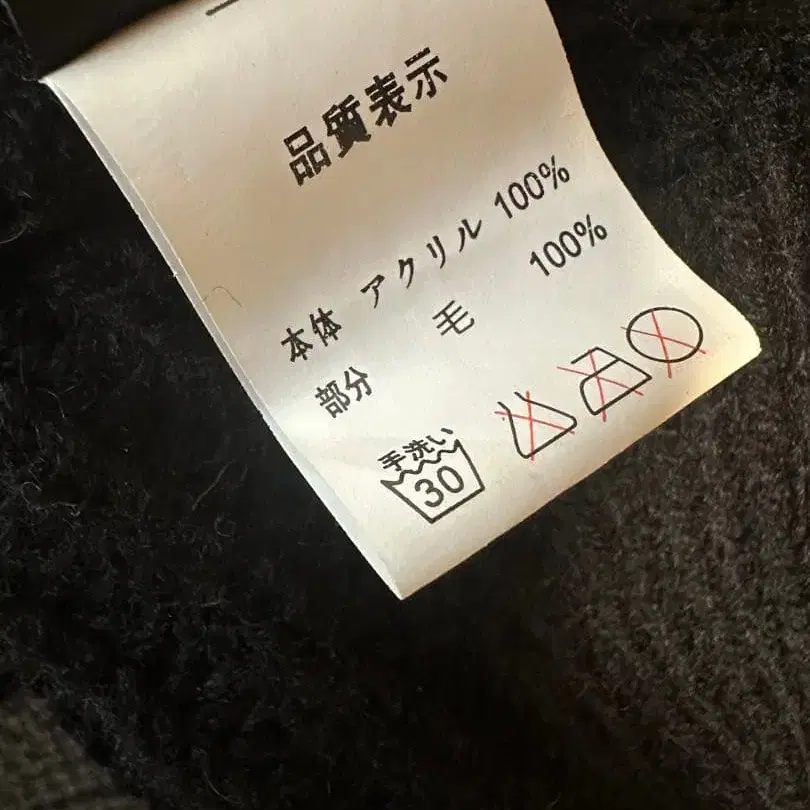 品質表示
本体 アクリル 100%
部分 毛 100%
手洗い
30